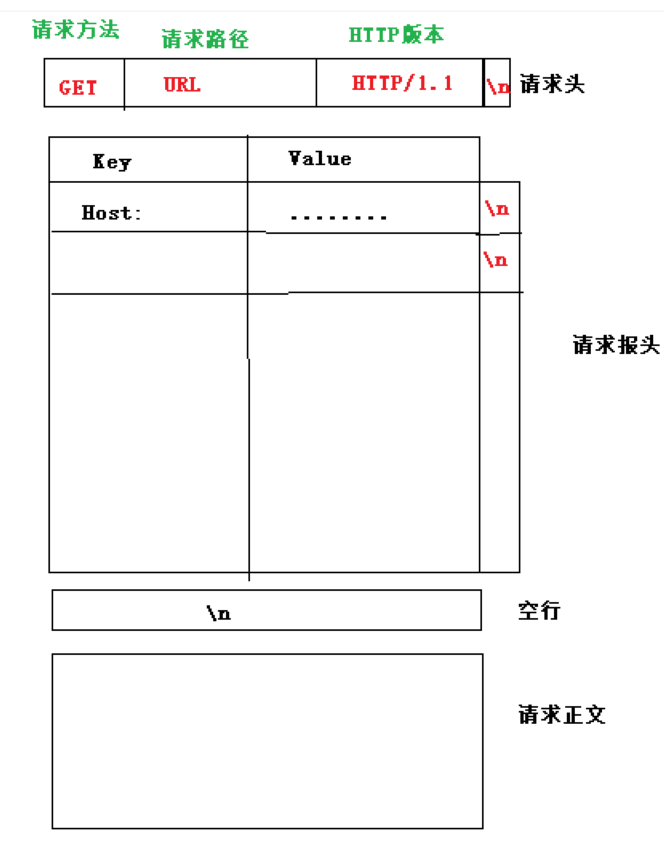 请求方法 请求路径 HTTP版本
GET URL HTTP/1.1 \n 请求头
Key Value
Host: ........ \n
\n
请求报头
\n 空行
请求正文